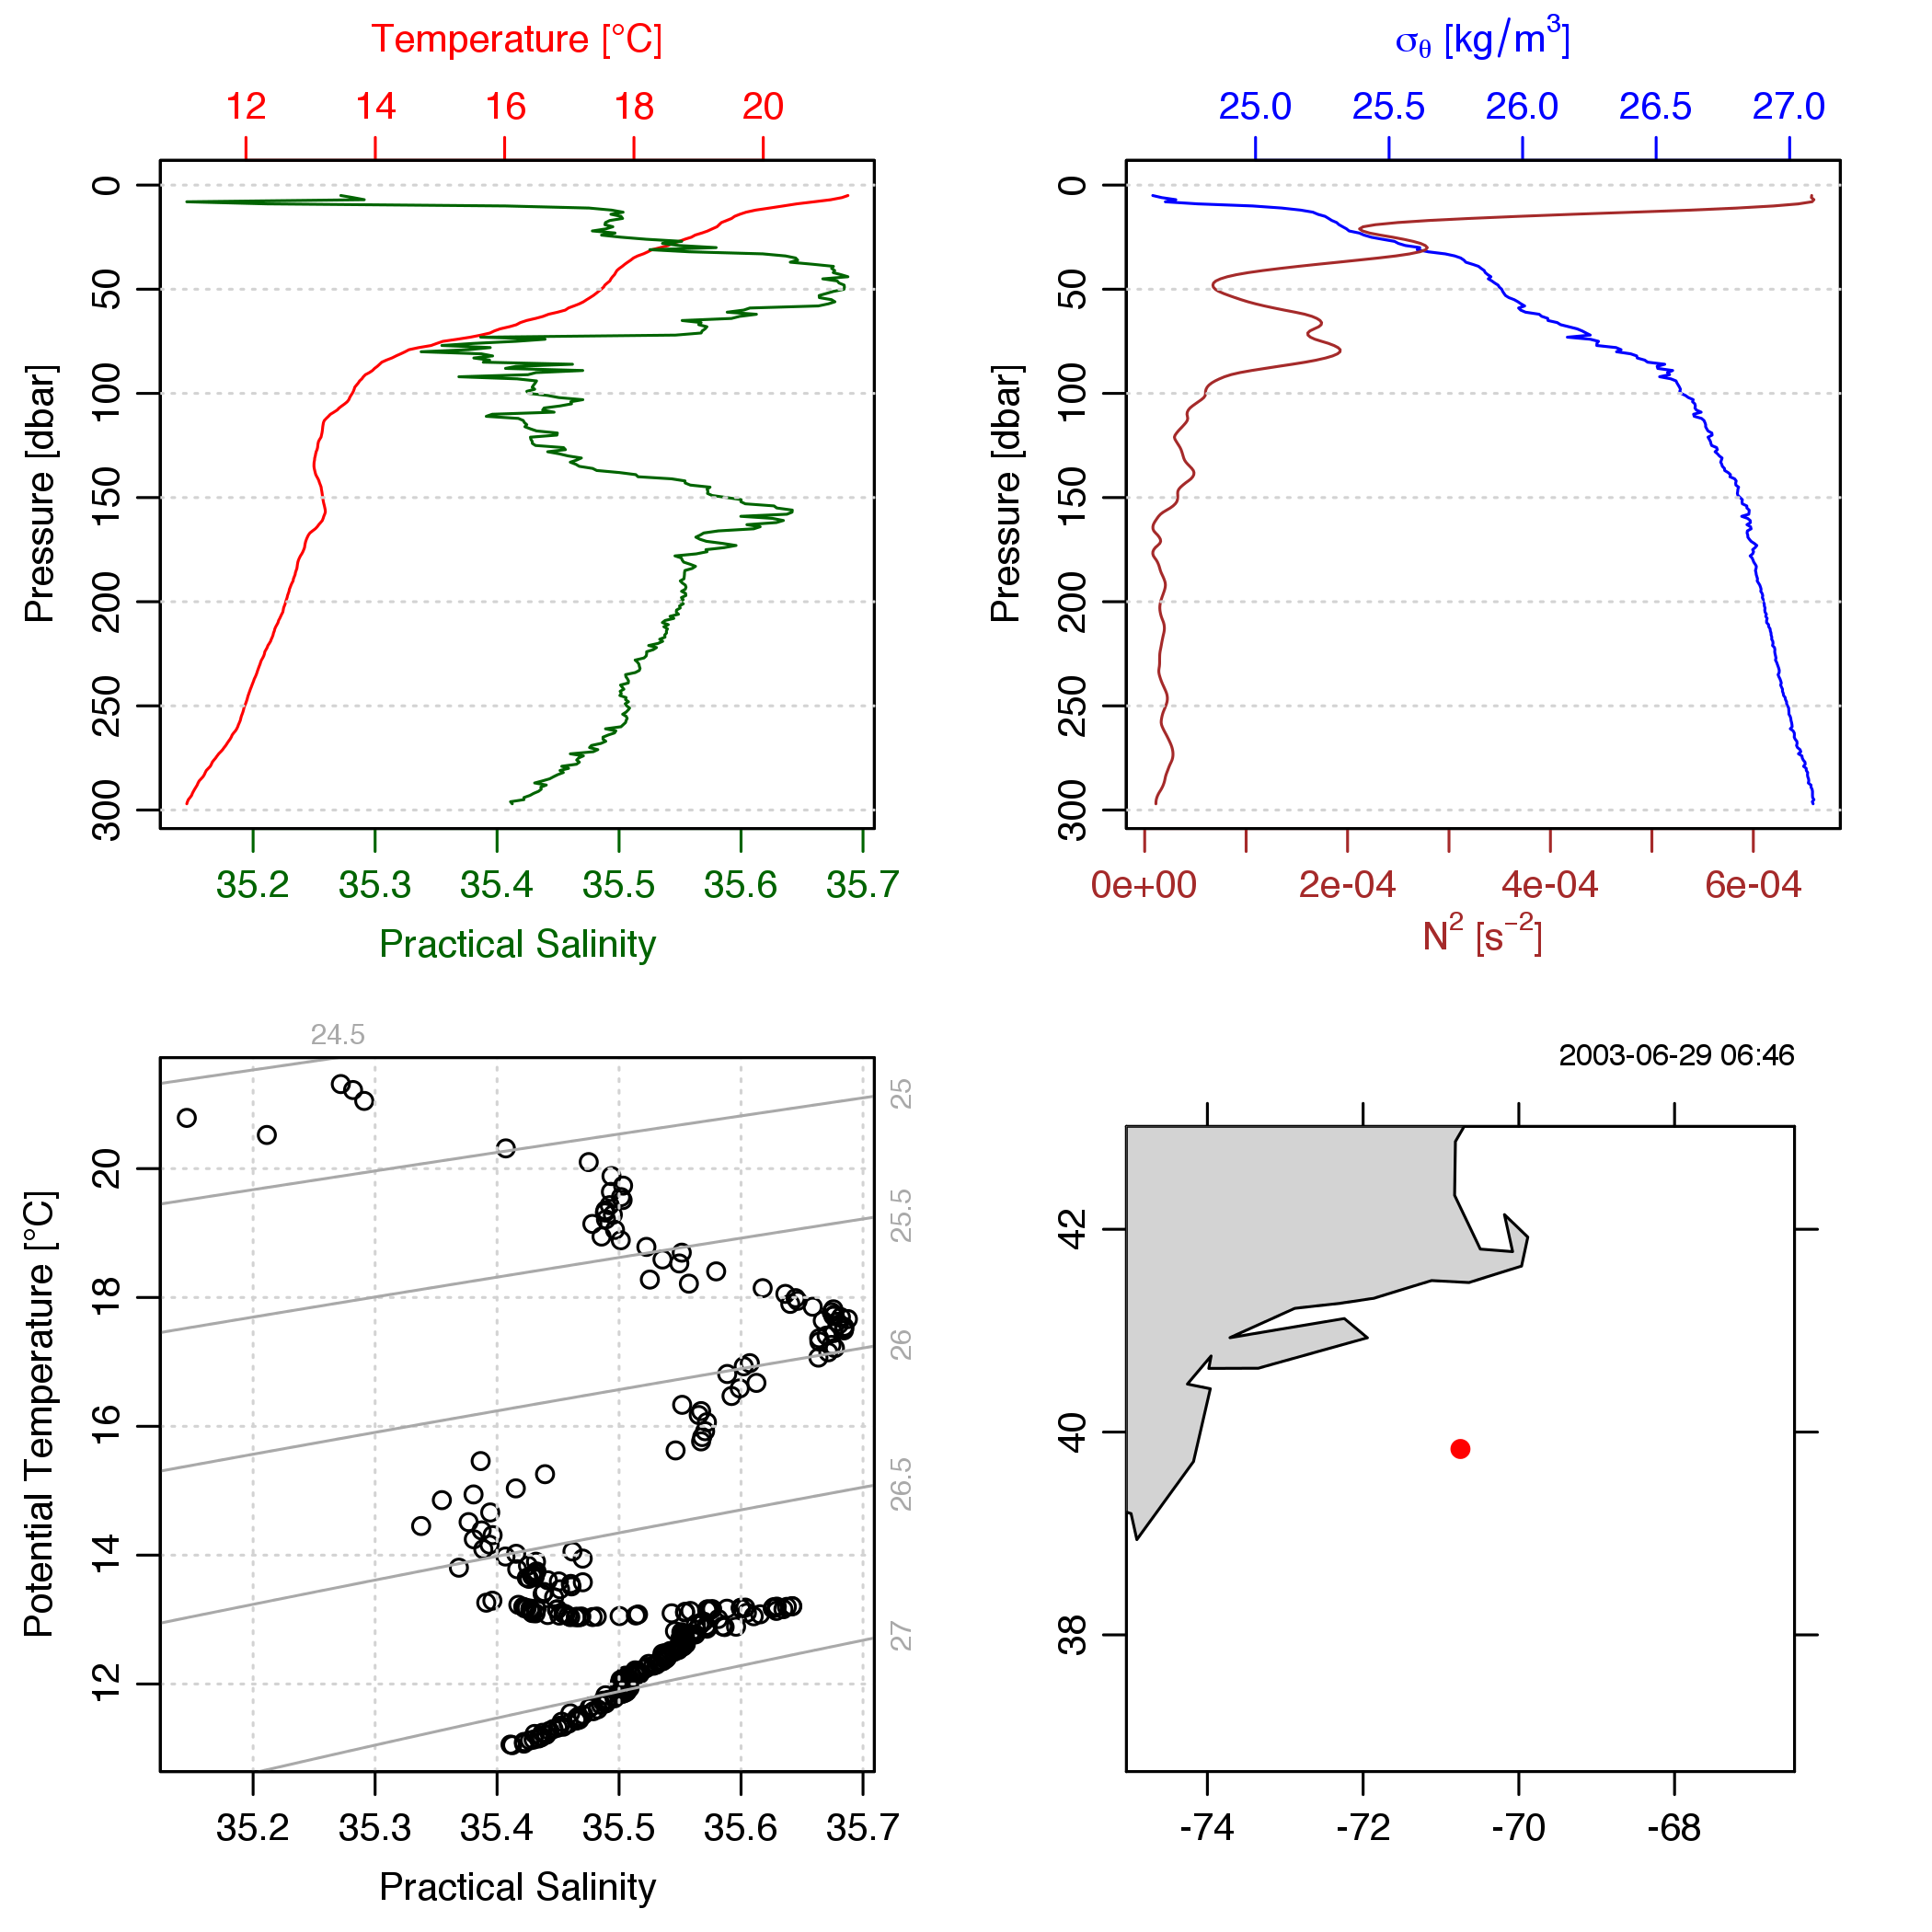 Temperature [°C]
12 14 16 18 20
0 50 100 150 200 250 300
Pressure [dbar]
35.2 35.3 35.4 35.5 35.6 35.7
Practical Salinity
σθ [kg/m³]
25.0 25.5 26.0 26.5 27.0
0 50 100 150 200 250 300
Pressure [dbar]
0e+00 2e-04 4e-04 6e-04
N² [s⁻²]
24.5
25
25.5
26
26.5
27
12 14 16 18 20
Potential Temperature [°C]
35.2 35.3 35.4 35.5 35.6 35.7
Practical Salinity
2003-06-29 06:46
38 40 42
-74 -72 -70 -68